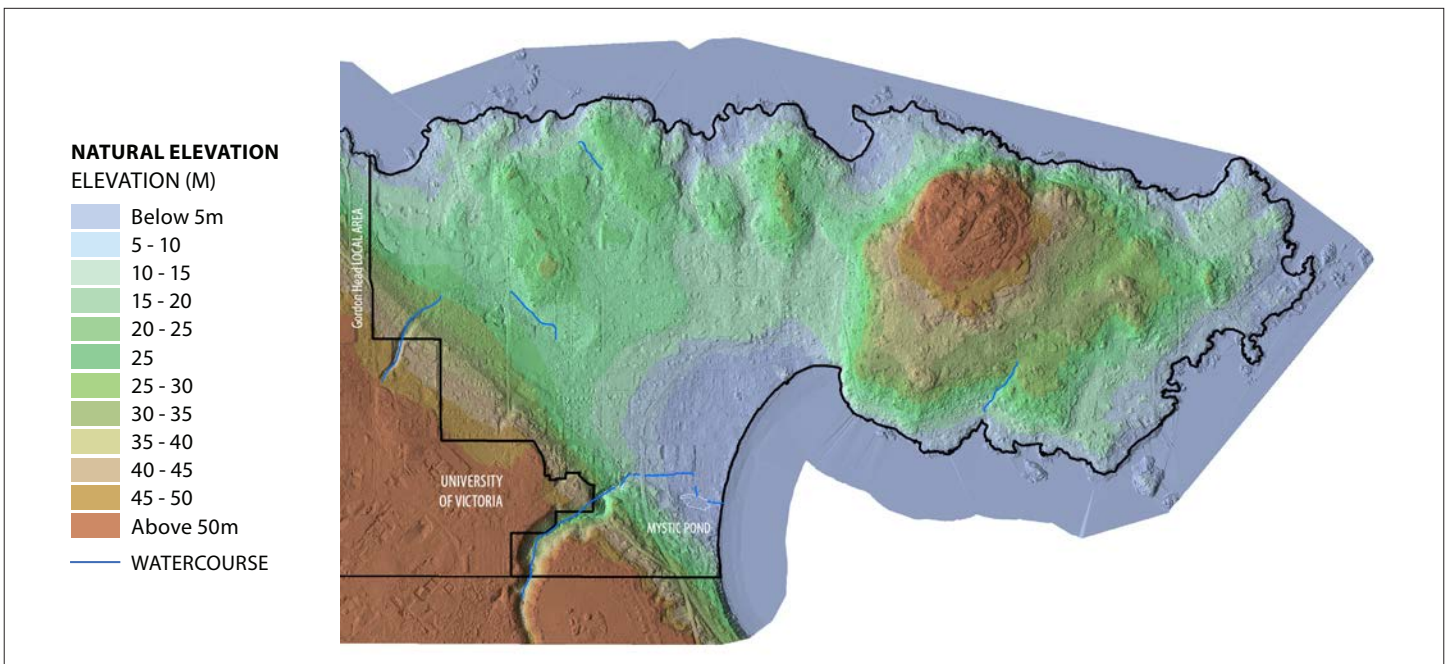 NATURAL ELEVATION
ELEVATION (M)
Below 5m
5 - 10
10 - 15
15 - 20
20 - 25
25
25 - 30
30 - 35
35 - 40
40 - 45
45 - 50
Above 50m
WATERCOURSE
Gordon Head LOCAL AREA
UNIVERSITY
OF VICTORIA
MYSTIC POND